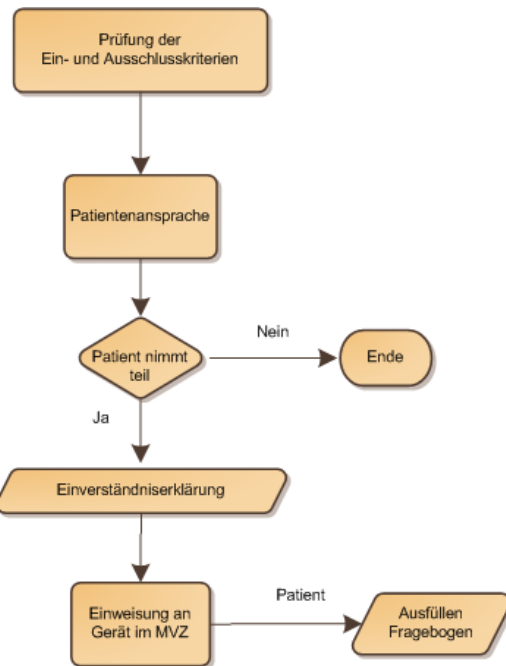 Prüfung der
Ein- und Ausschlusskriterien
Patientenansprache
Patient nimmt
teil
Nein
Ende
Ja
Einverständniserklärung
Einweisung an
Gerät im MVZ
Patient
Ausfüllen
Fragebogen